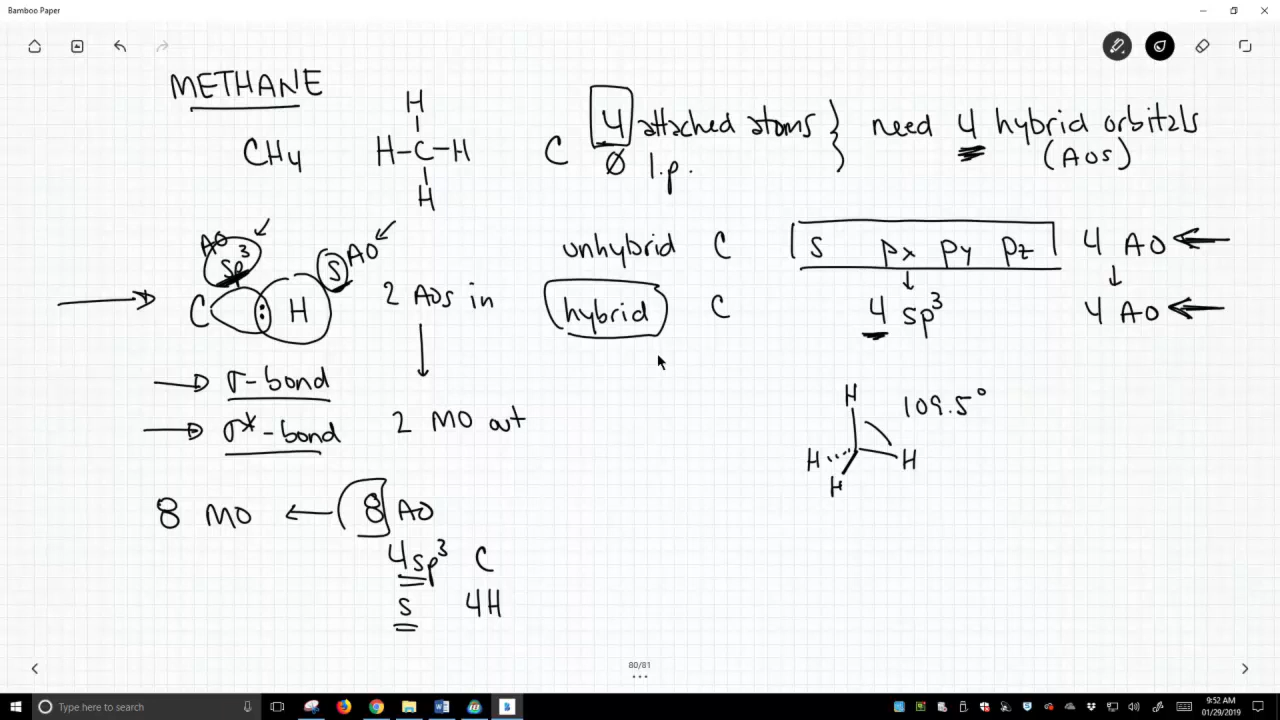 Bamboo Paper
METHANE
CH4
H
H-C-H
H
C 4 attached atoms } need 4 hybrid orbitals
Ø l.p. (AOs)
AO
sp³ S AO
C : H 2 AOs in
unhybrid C S px py pz 4 AO
hybrid C 4 sp³ 4 AO
σ-bond
σ*-bond 2 MO out
H 109.5°
H H
H
8 MO ← 8 AO
4sp³ C
s 4H
80/81
Type here to search
9:52 AM
01/29/2019